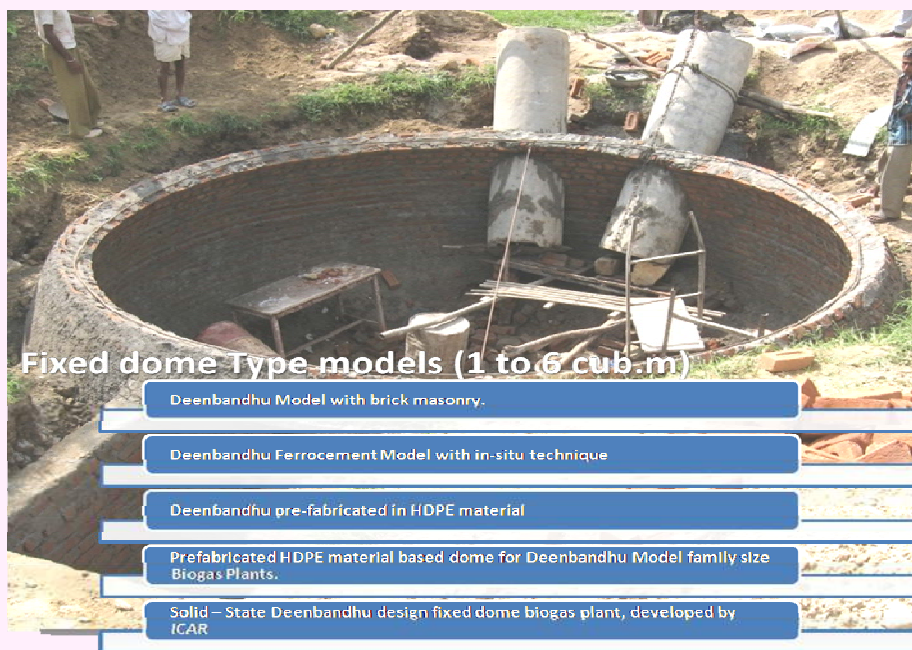 Fixed dome Type models (1 to 6 cub.m)
Deenbandhu Model with brick masonry.
Deenbandhu Ferrocement Model with in-situ technique
Deenbandhu pre-fabricated in HDPE material
Prefabricated HDPE material based dome for Deenbandhu Model family size
Biogas Plants.
Solid – State Deenbandhu design fixed dome biogas plant, developed by
ICAR